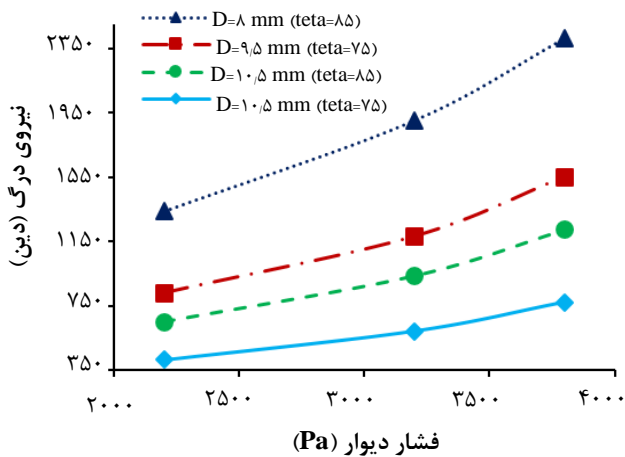 D=۸ mm (teta=۸۵)
D=۹٫۵ mm (teta=۷۵)
D=۱۰٫۵ mm (teta=۸۵)
D=۱۰٫۵ mm (teta=۷۵)
نیروی درگ (دین)
۲۳۵۰
۱۹۵۰
۱۵۵۰
۱۱۵۰
۷۵۰
۳۵۰
۲۰۰۰ ۲۵۰۰ ۳۰۰۰ ۳۵۰۰ ۴۰۰۰
فشار دیوار (Pa)